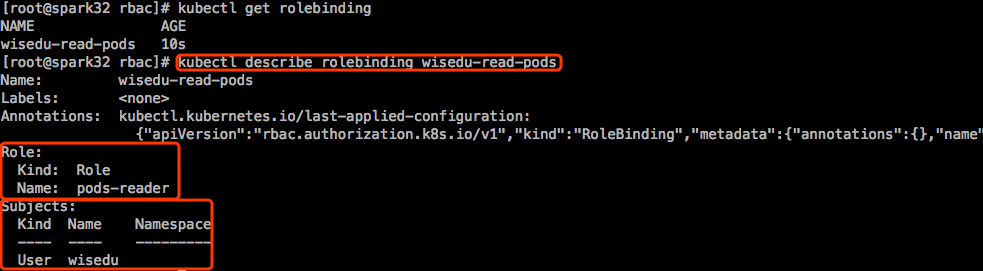 [root@spark32 rbac]# kubectl get rolebinding
NAME AGE
wisedu-read-pods 10s
[root@spark32 rbac]# kubectl describe rolebinding wisedu-read-pods
Name: wisedu-read-pods
Labels: <none>
Annotations: kubectl.kubernetes.io/last-applied-configuration:
{"apiVersion":"rbac.authorization.k8s.io/v1","kind":"RoleBinding","metadata":{"annotations":{},"name"
Role:
Kind: Role
Name: pods-reader
Subjects:
Kind Name Namespace
---- ---- ---------
User wisedu